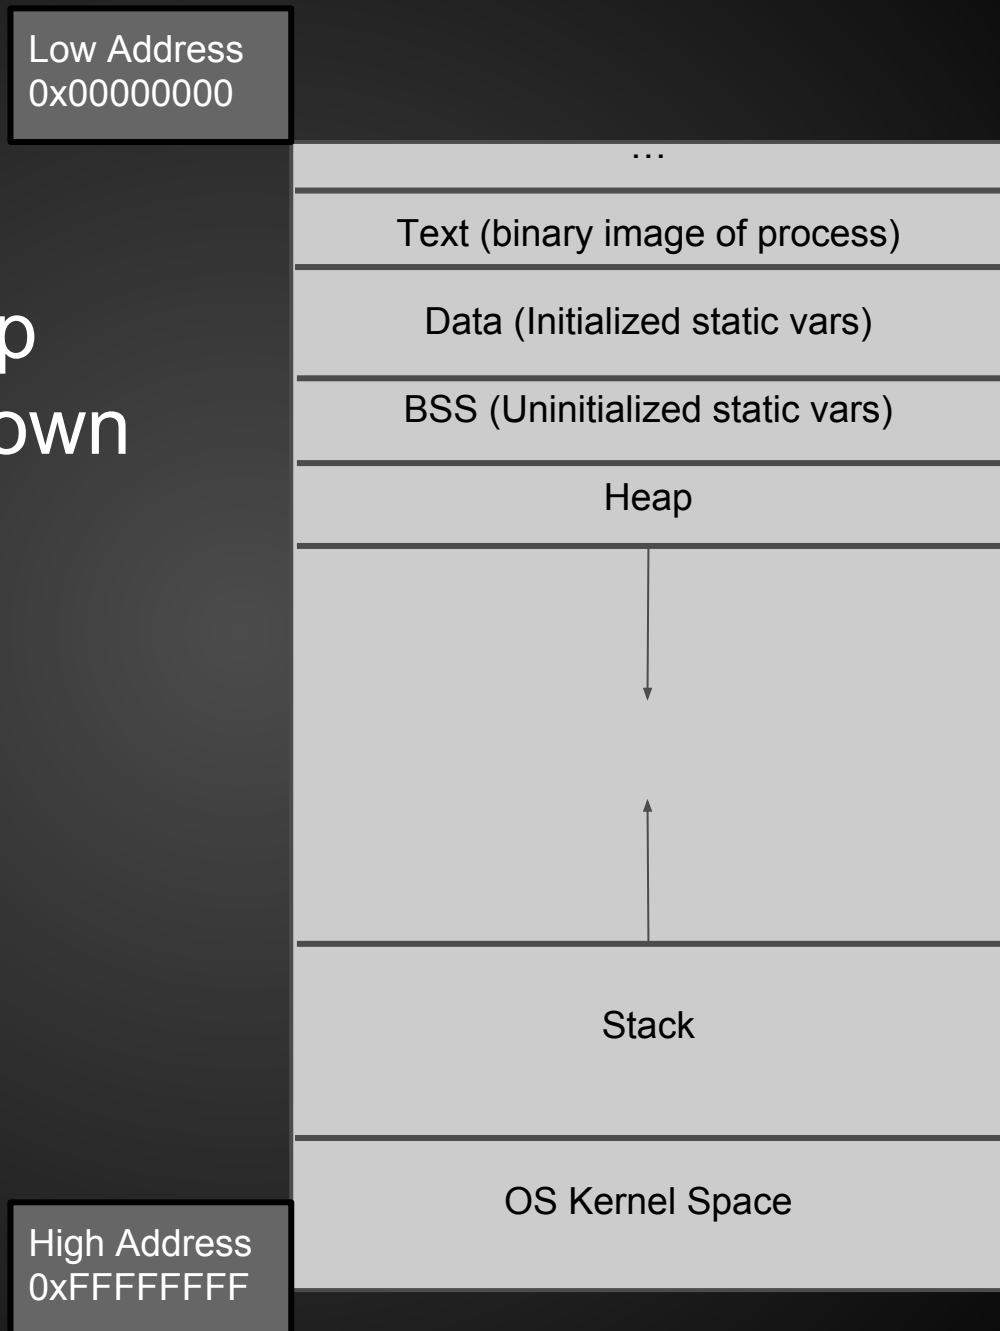 Low Address
0x00000000
...
Text (binary image of process)
Data (Initialized static vars)
BSS (Uninitialized static vars)
Heap
Stack
OS Kernel Space
High Address
0xFFFFFFFF